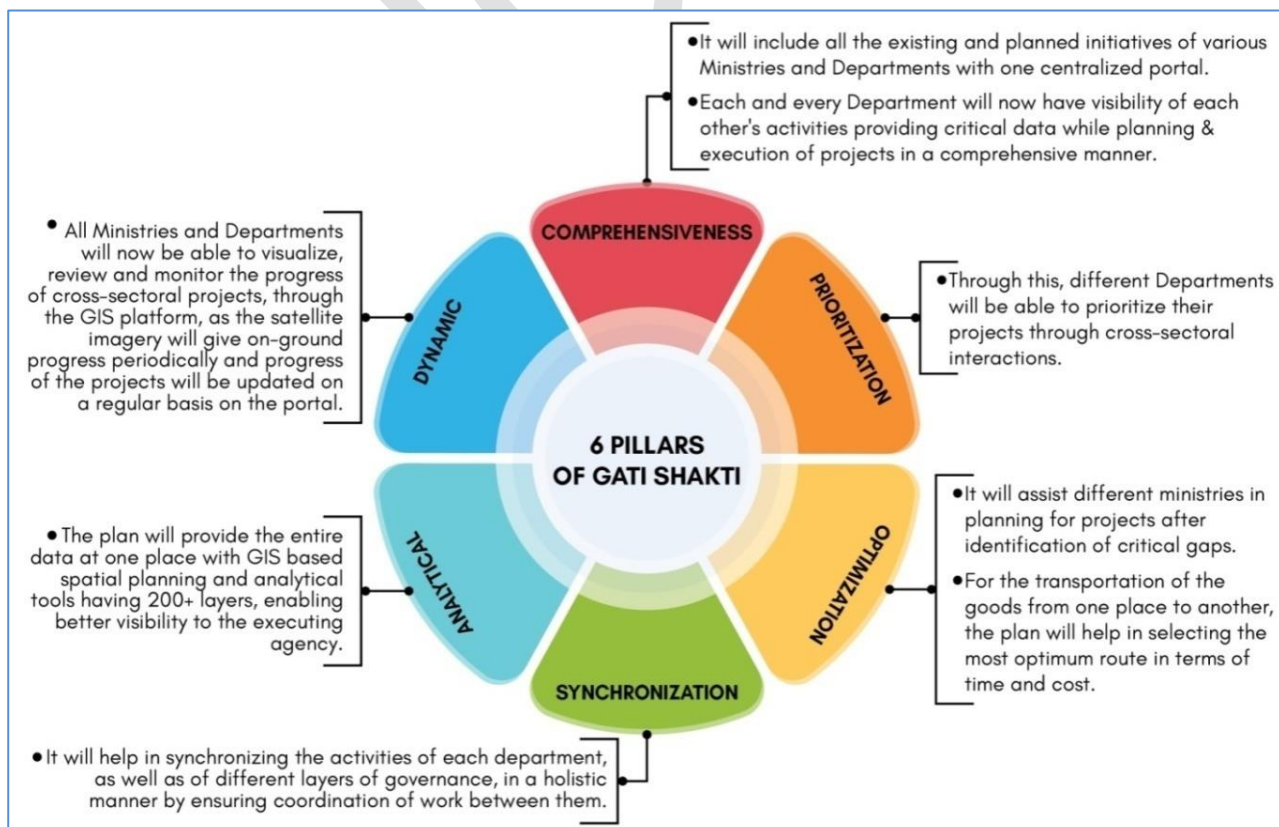 •It will include all the existing and planned initiatives of various
Ministries and Departments with one centralized portal.
•Each and every Department will now have visibility of each
other's activities providing critical data while planning &
execution of projects in a comprehensive manner.
COMPREHENSIVENESS
• All Ministries and Departments
will now be able to visualize,
review and monitor the progress
of cross-sectoral projects, through
the GIS platform, as the satellite
imagery will give on-ground
progress periodically and progress
of the projects will be updated on
a regular basis on the portal.
DYNAMIC
PRIORITIZATION
•Through this, different Departments
will be able to prioritize their
projects through cross-sectoral
interactions.
6 PILLARS
OF GATI SHAKTI
• The plan will provide the entire
data at one place with GIS based
spatial planning and analytical
tools having 200+ layers, enabling
better visibility to the executing
agency.
ANALYTICAL
OPTIMIZATION
•It will assist different ministries in
planning for projects after
identification of critical gaps.
•For the transportation of the
goods from one place to another,
the plan will help in selecting the
most optimum route in terms of
time and cost.
SYNCHRONIZATION
•It will help in synchronizing the activities of each department,
as well as of different layers of governance, in a holistic
manner by ensuring coordination of work between them.